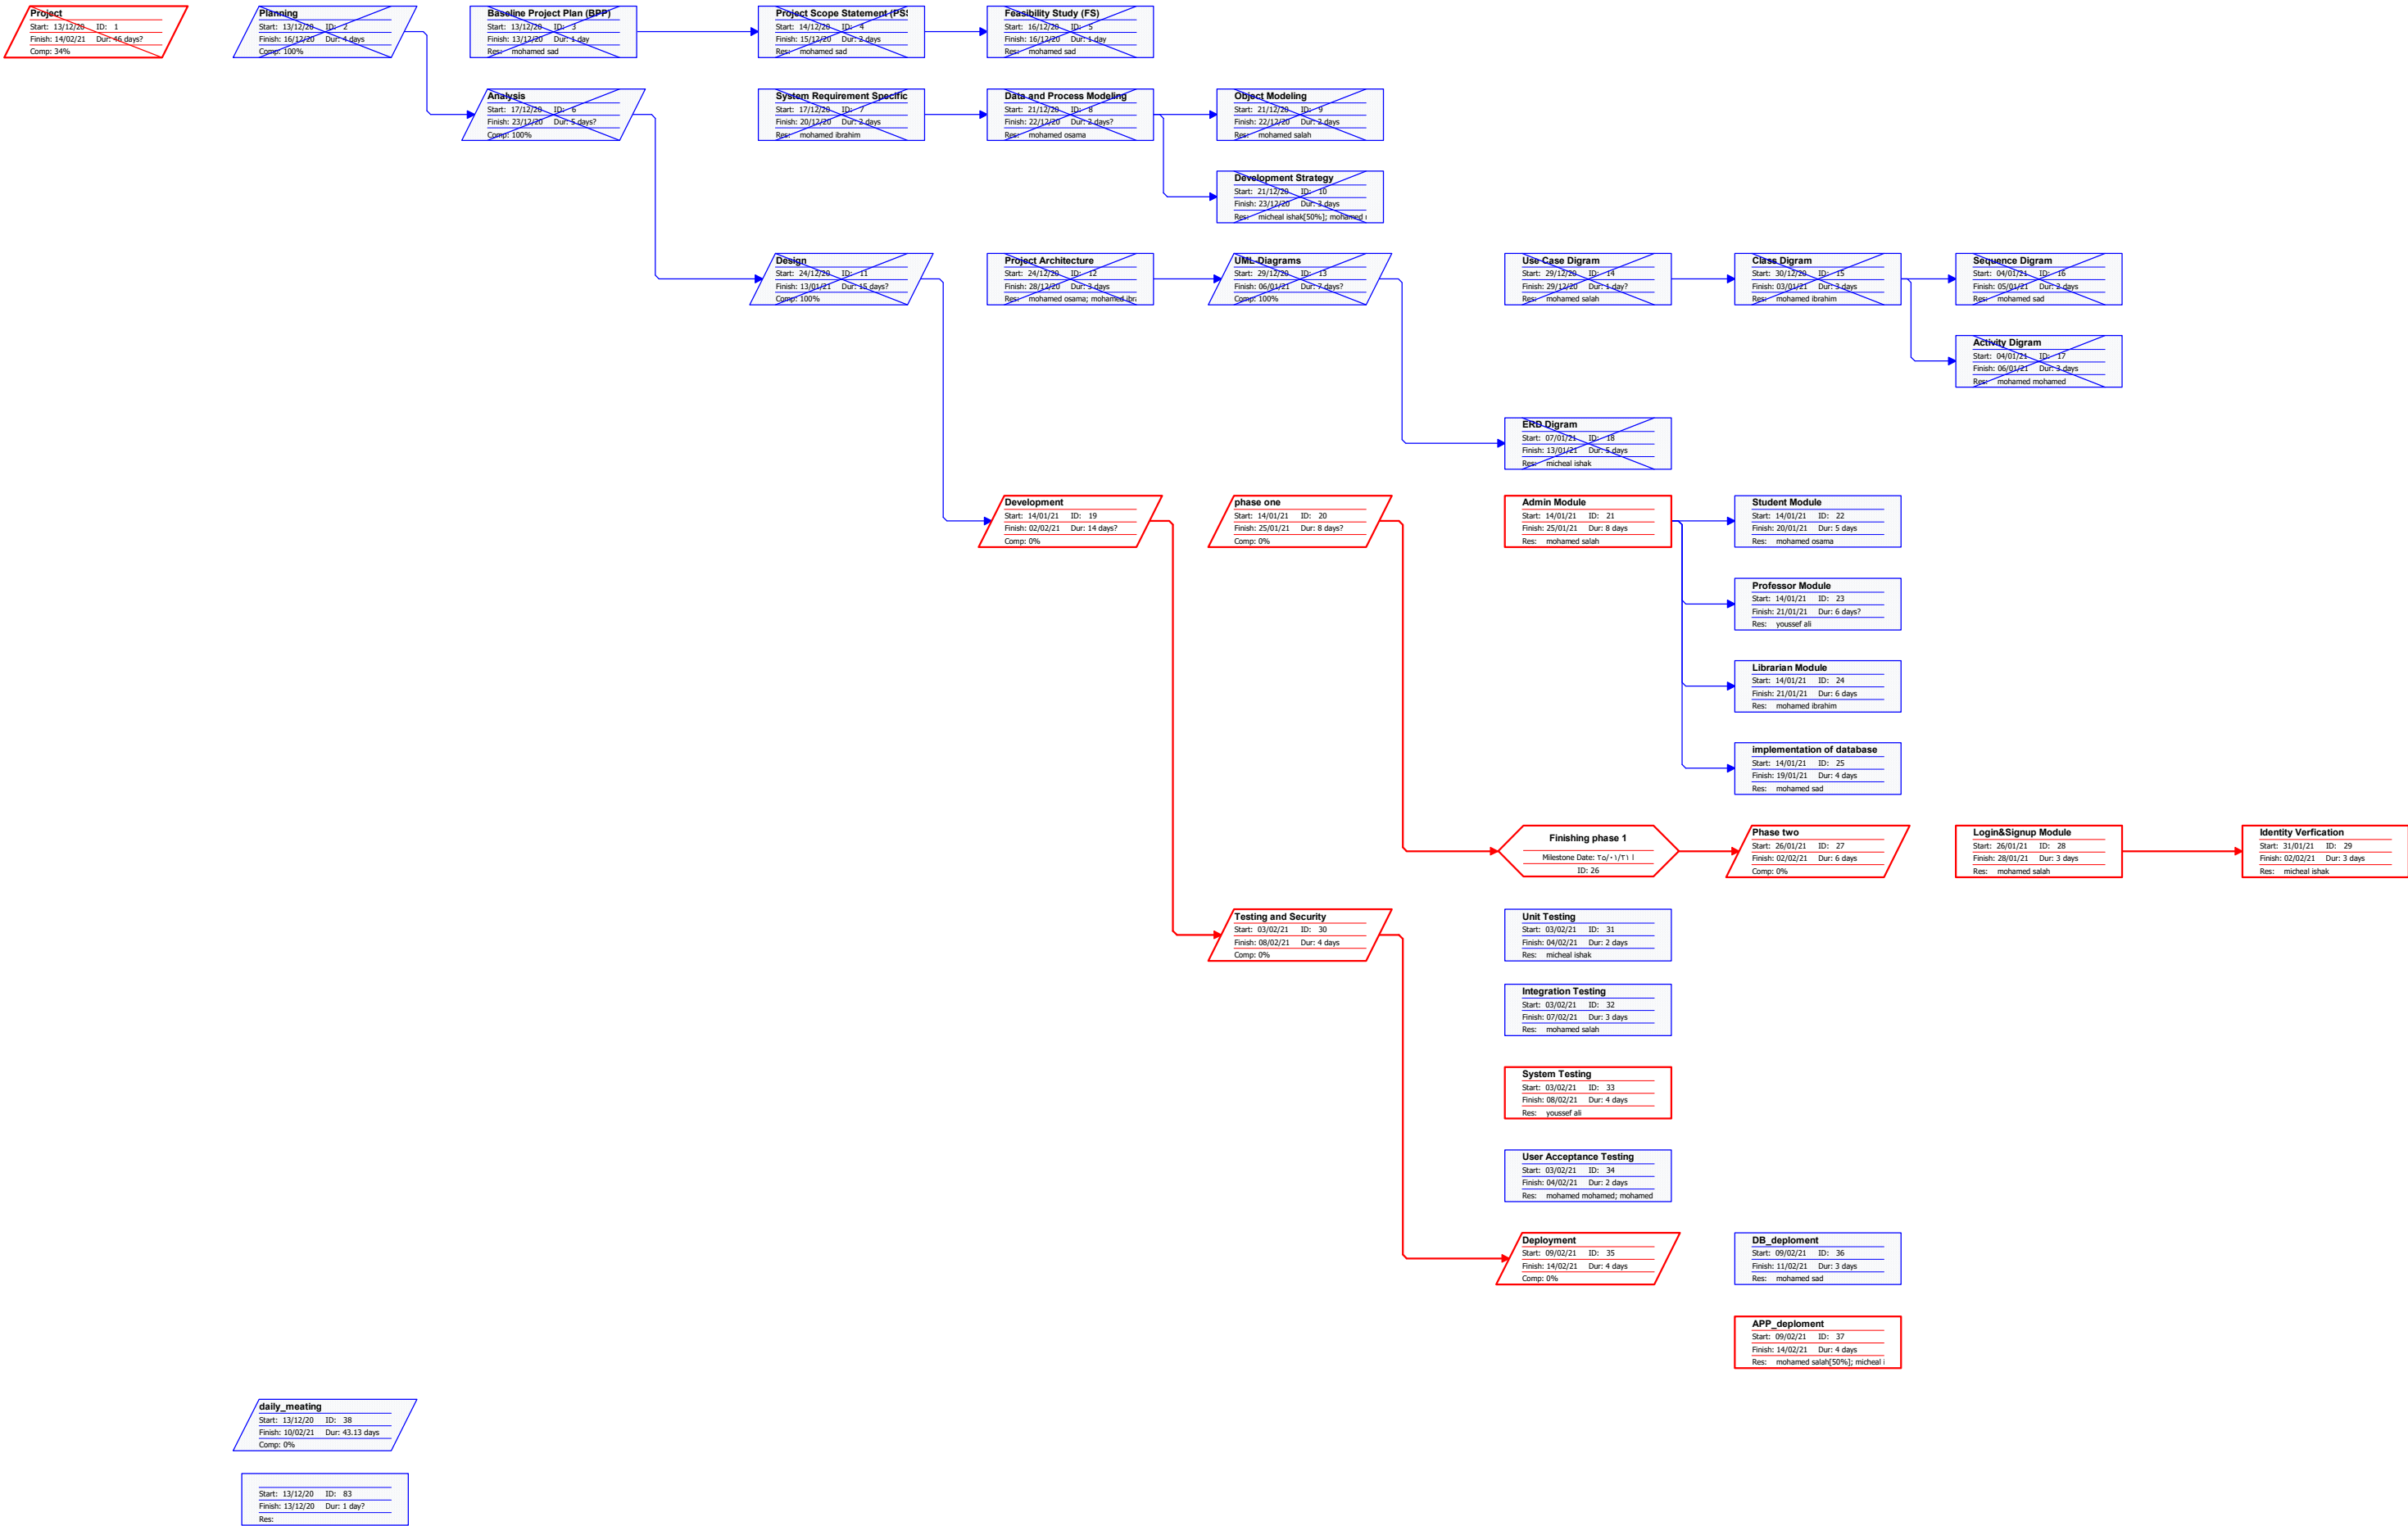 Project
Start: 13/12/20 ID: 1
Finish: 14/02/21 Dur: 46 days?
Comp: 34%
Planning
Start: 13/12/20 ID: 2
Finish: 16/12/20 Dur: 4 days
Comp: 100%
Baseline Project Plan (BPP)
Start: 13/12/20 ID: 3
Finish: 13/12/20 Dur: 1 day
Res: mohamed sad
Project Scope Statement (PSS
Start: 14/12/20 ID: 4
Finish: 15/12/20 Dur: 2 days
Res: mohamed sad
Feasibility Study (FS)
Start: 16/12/20 ID: 5
Finish: 16/12/20 Dur: 1 day
Res: mohamed sad
Analysis
Start: 17/12/20 ID: 6
Finish: 23/12/20 Dur: 5 days?
Comp: 100%
System Requirement Specific
Start: 17/12/20 ID: 7
Finish: 20/12/20 Dur: 2 days
Res: mohamed ibrahim
Data and Process Modeling
Start: 21/12/20 ID: 8
Finish: 22/12/20 Dur: 2 days?
Res: mohamed osama
Object Modeling
Start: 21/12/20 ID: 9
Finish: 22/12/20 Dur: 2 days
Res: mohamed salah
Development Strategy
Start: 21/12/20 ID: 10
Finish: 23/12/20 Dur: 3 days
Res: micheal ishak[50%]; mohamed
Design
Start: 24/12/20 ID: 11
Finish: 13/01/21 Dur: 15 days?
Comp: 100%
Project Architecture
Start: 24/12/20 ID: 12
Finish: 28/12/20 Dur: 3 days
Res: mohamed osama; mohamed ibr
UML Diagrams
Start: 29/12/20 ID: 13
Finish: 06/01/21 Dur: 7 days?
Comp: 100%
Use Case Digram
Start: 29/12/20 ID: 14
Finish: 29/12/20 Dur: 1 day?
Res: mohamed salah
Class Digram
Start: 30/12/20 ID: 15
Finish: 03/01/21 Dur: 3 days
Res: mohamed ibrahim
Sequence Digram
Start: 04/01/21 ID: 16
Finish: 05/01/21 Dur: 2 days
Res: mohamed sad
Activity Digram
Start: 04/01/21 ID: 17
Finish: 06/01/21 Dur: 3 days
Res: mohamed mohamed
ERD Digram
Start: 07/01/21 ID: 18
Finish: 13/01/21 Dur: 5 days
Res: micheal ishak
Development
Start: 14/01/21 ID: 19
Finish: 02/02/21 Dur: 14 days?
Comp: 0%
phase one
Start: 14/01/21 ID: 20
Finish: 25/01/21 Dur: 8 days?
Comp: 0%
Admin Module
Start: 14/01/21 ID: 21
Finish: 25/01/21 Dur: 8 days
Res: mohamed salah
Student Module
Start: 14/01/21 ID: 22
Finish: 20/01/21 Dur: 5 days
Res: mohamed osama
Professor Module
Start: 14/01/21 ID: 23
Finish: 21/01/21 Dur: 6 days?
Res: youssef ali
Librarian Module
Start: 14/01/21 ID: 24
Finish: 21/01/21 Dur: 6 days
Res: mohamed ibrahim
implementation of database
Start: 14/01/21 ID: 25
Finish: 19/01/21 Dur: 4 days
Res: mohamed sad
Finishing phase 1
Milestone Date: ٢٥/٠١/٢١ ا
ID: 26
Phase two
Start: 26/01/21 ID: 27
Finish: 02/02/21 Dur: 6 days
Comp: 0%
Login&Signup Module
Start: 26/01/21 ID: 28
Finish: 28/01/21 Dur: 3 days
Res: mohamed salah
Identity Verfication
Start: 31/01/21 ID: 29
Finish: 02/02/21 Dur: 3 days
Res: micheal ishak
Testing and Security
Start: 03/02/21 ID: 30
Finish: 08/02/21 Dur: 4 days
Comp: 0%
Unit Testing
Start: 03/02/21 ID: 31
Finish: 04/02/21 Dur: 2 days
Res: micheal ishak
Integration Testing
Start: 03/02/21 ID: 32
Finish: 07/02/21 Dur: 3 days
Res: mohamed salah
System Testing
Start: 03/02/21 ID: 33
Finish: 08/02/21 Dur: 4 days
Res: youssef ali
User Acceptance Testing
Start: 03/02/21 ID: 34
Finish: 04/02/21 Dur: 2 days
Res: mohamed mohamed; mohamed
Deployment
Start: 09/02/21 ID: 35
Finish: 14/02/21 Dur: 4 days
Comp: 0%
DB_deploment
Start: 09/02/21 ID: 36
Finish: 11/02/21 Dur: 3 days
Res: mohamed sad
APP_deploment
Start: 09/02/21 ID: 37
Finish: 14/02/21 Dur: 4 days
Res: mohamed salah[50%]; micheal i
daily_meating
Start: 13/12/20 ID: 38
Finish: 10/02/21 Dur: 43.13 days
Comp: 0%
Start: 13/12/20 ID: 83
Finish: 13/12/20 Dur: 1 day?
Res: